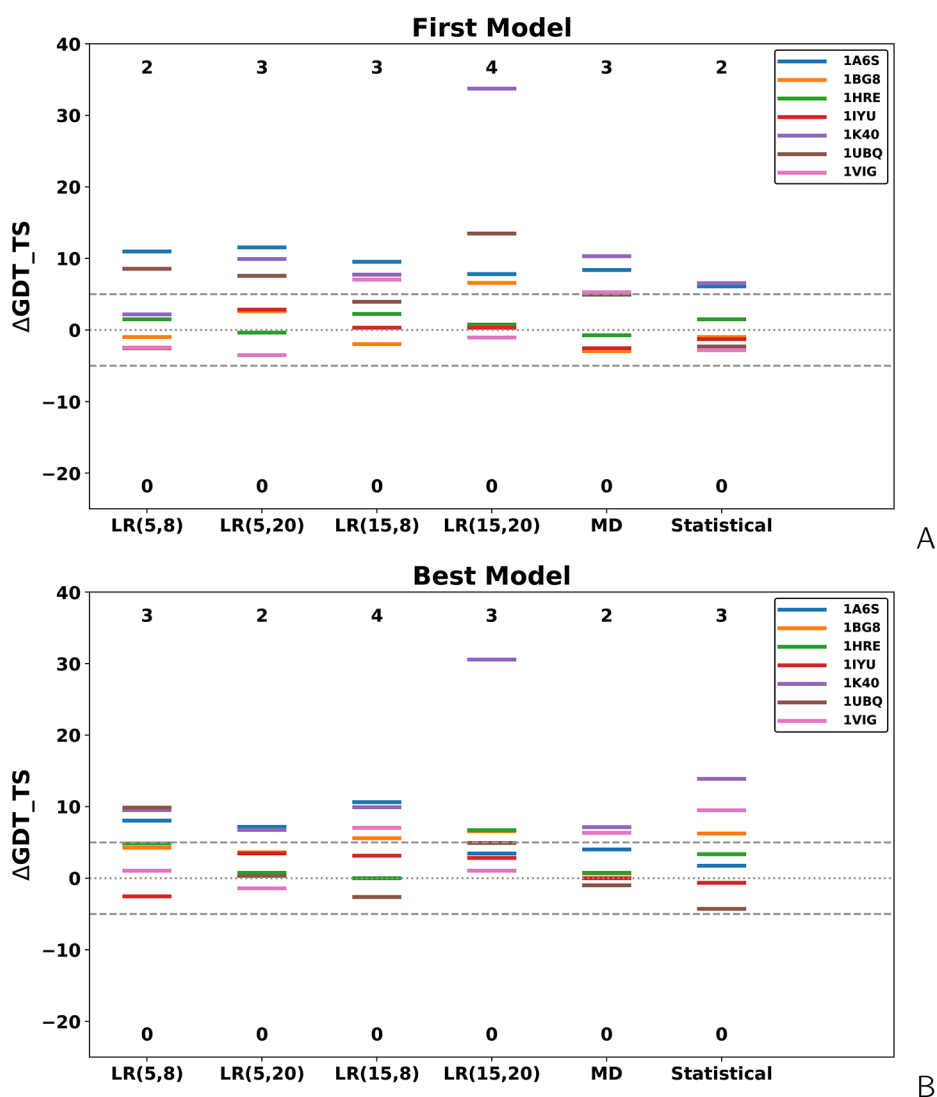 First Model
ΔGDT_TS
40
30
20
10
0
−10
−20
2 3 3 4 3 2
1A6S
1BG8
1HRE
1IYU
1K40
1UBQ
1VIG
0 0 0 0 0 0
LR(5,8) LR(5,20) LR(15,8) LR(15,20) MD Statistical
A
Best Model
ΔGDT_TS
40
30
20
10
0
−10
−20
3 2 4 3 2 3
1A6S
1BG8
1HRE
1IYU
1K40
1UBQ
1VIG
0 0 0 0 0 0
LR(5,8) LR(5,20) LR(15,8) LR(15,20) MD Statistical
B